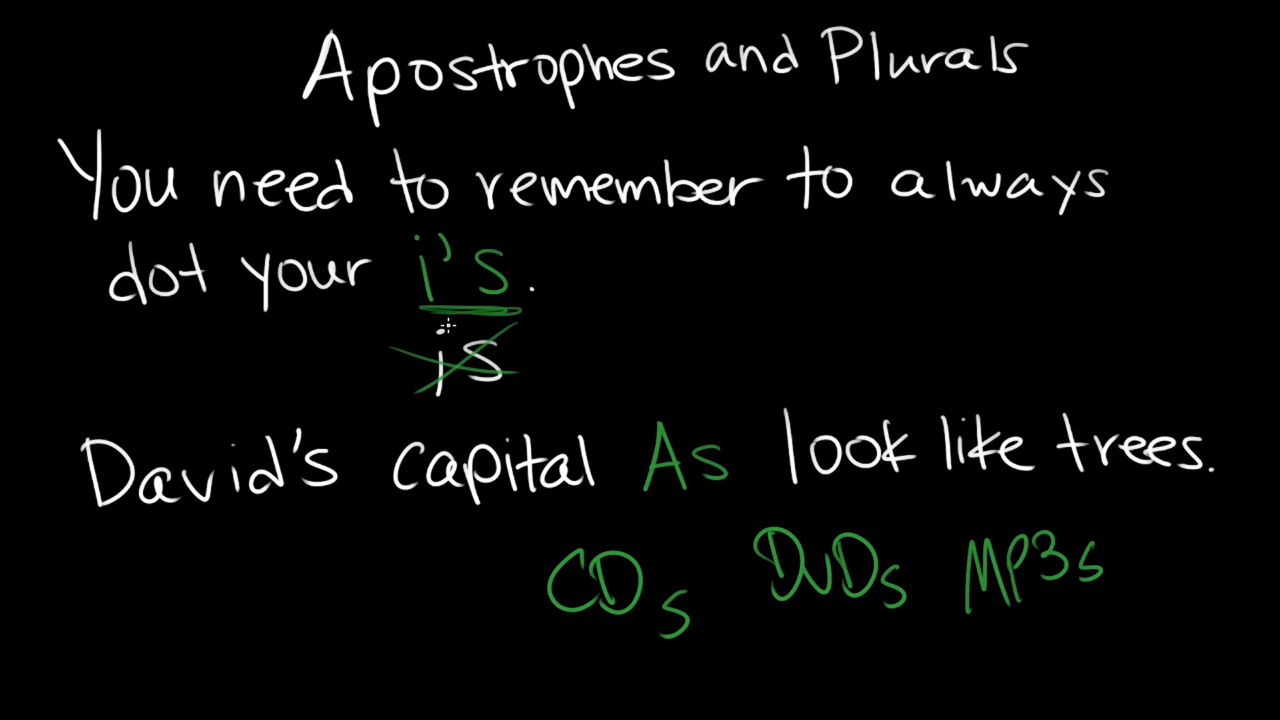 Apostrophes and Plurals
You need to remember to always
dot your i's.
is
David's capital As look like trees.
CDs DVDs MP3s